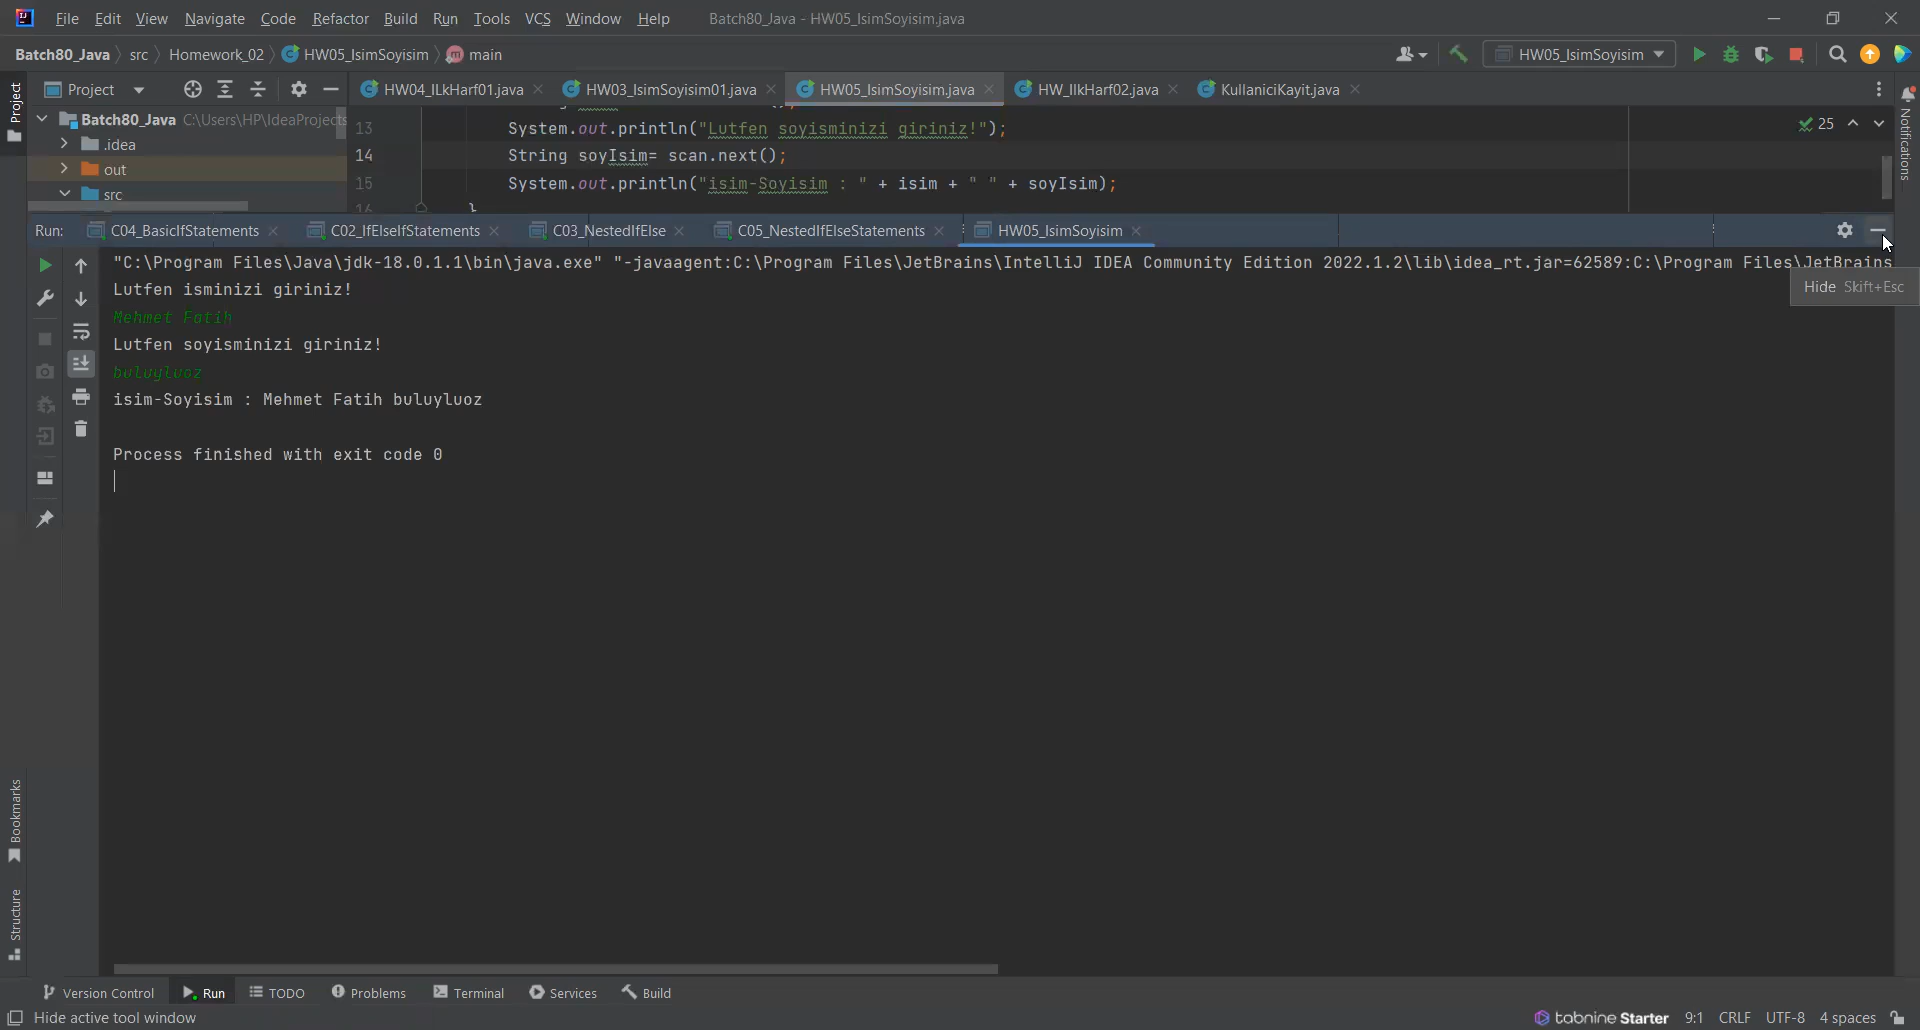 File Edit View Navigate Code Refactor Build Run Tools VCS Window Help Batch80_Java - HW05_IsimSoyisim.java
Batch80_Java src Homework_02 HW05_IsimSoyisim main HW05_IsimSoyisim
Project Project HW04_ILkHarf01.java HW03_IsimSoyisim01.java HW05_IsimSoyisim.java HW_IlkHarf02.java KullaniciKayit.java
Notifications
Batch80_Java C:\Users\HP\IdeaProjects
.idea
out
src
25
13 System.out.println("Lutfen soyisminizi giriniz!");
14 String soyIsim= scan.next();
15 System.out.println("isim-Soyisim : " + isim + " " + soyIsim);
16 }
Run: C04_BasicIfStatements C02_IfElseIfStatements C03_NestedIfElse C05_NestedIfElseStatements HW05_IsimSoyisim
"C:\Program Files\Java\jdk-18.0.1.1\bin\java.exe" "-javaagent:C:\Program Files\JetBrains\IntelliJ IDEA Community Edition 2022.1.2\lib\idea_rt.jar=62589:C:\Program Files\JetBrains
Hide Skift+Esc
Lutfen isminizi giriniz!
Mehmet Fatih
Lutfen soyisminizi giriniz!
buluyluoz
isim-Soyisim : Mehmet Fatih buluyluoz
Process finished with exit code 0
Bookmarks
Structure
Version Control Run TODO Problems Terminal Services Build
Hide active tool window tabnine Starter 9:1 CRLF UTF-8 4 spaces